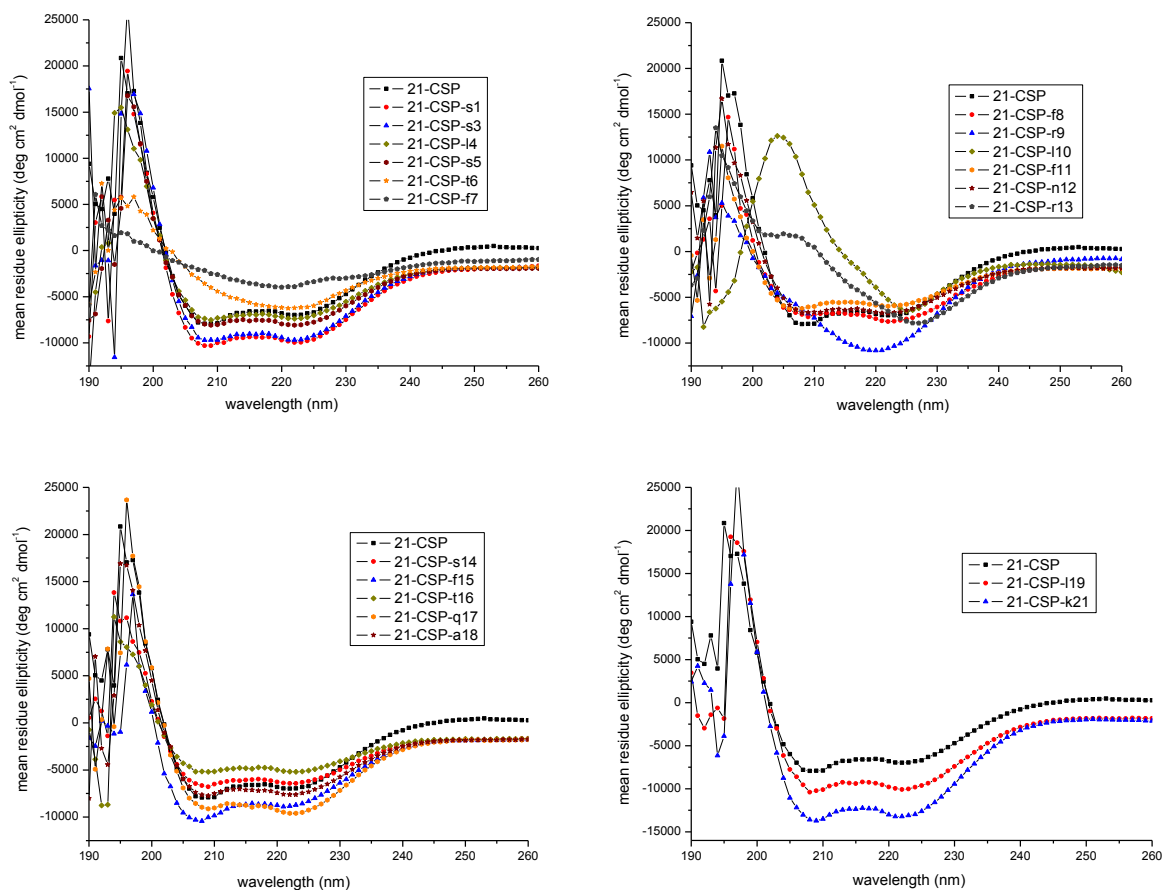 25000
20000
15000
10000
5000
0
-5000
-10000
mean residue ellipticity (deg cm² dmol⁻¹)
190 200 210 220 230 240 250 260
wavelength (nm)
21-CSP
21-CSP-s1
21-CSP-s3
21-CSP-l4
21-CSP-s5
21-CSP-t6
21-CSP-f7
25000
20000
15000
10000
5000
0
-5000
-10000
mean residue ellipticity (deg cm² dmol⁻¹)
190 200 210 220 230 240 250 260
wavelength (nm)
21-CSP
21-CSP-f8
21-CSP-r9
21-CSP-l10
21-CSP-f11
21-CSP-n12
21-CSP-r13
25000
20000
15000
10000
5000
0
-5000
-10000
mean residue ellipticity (deg cm² dmol⁻¹)
190 200 210 220 230 240 250 260
wavelength (nm)
21-CSP
21-CSP-s14
21-CSP-f15
21-CSP-t16
21-CSP-q17
21-CSP-a18
25000
20000
15000
10000
5000
0
-5000
-10000
-15000
mean residue ellipticity (deg cm² dmol⁻¹)
190 200 210 220 230 240 250 260
wavelength (nm)
21-CSP
21-CSP-l19
21-CSP-k21